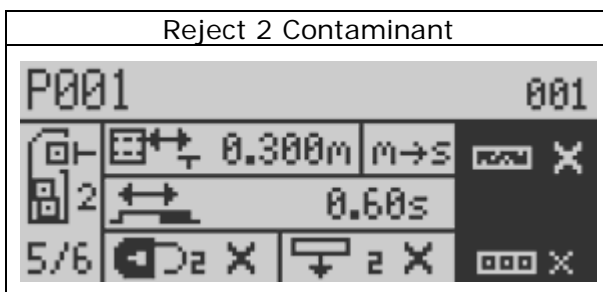 Reject 2 Contaminant
P001 001
0.300m m→s
2 0.60s
5/6 2 X 2 X